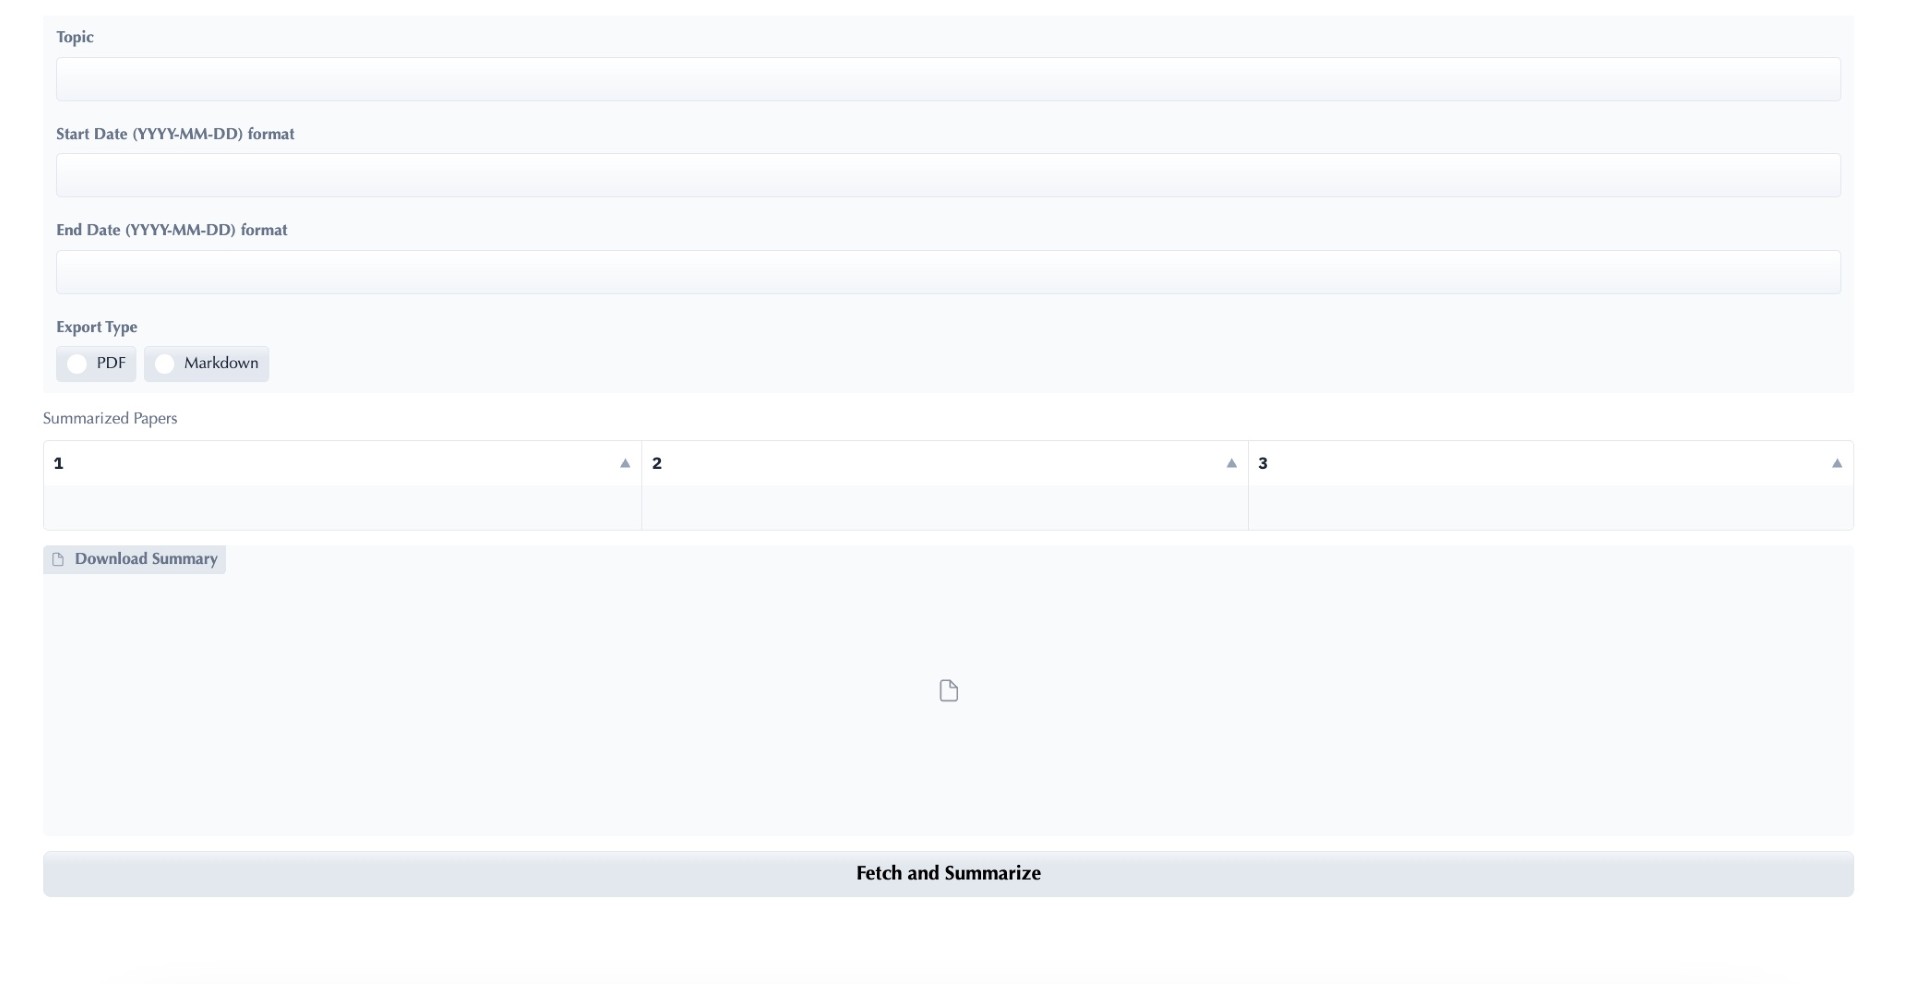 Topic
Start Date (YYYY-MM-DD) format
End Date (YYYY-MM-DD) format
Export Type
PDF Markdown
Summarized Papers
1 ▲ 2 ▲ 3 ▲
Download Summary
Fetch and Summarize